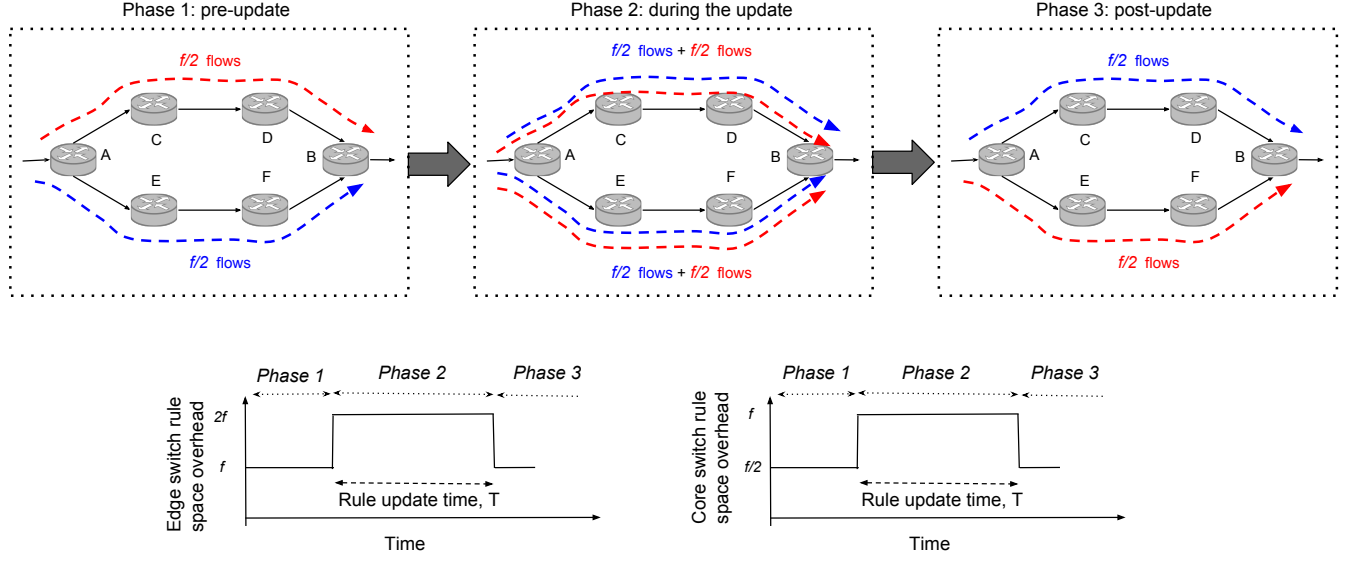 Phase 1: pre-update
Phase 2: during the update
Phase 3: post-update
f/2 flows
C
D
A
B
E
F
f/2 flows
f/2 flows + f/2 flows
C
D
A
B
E
F
f/2 flows + f/2 flows
f/2 flows
C
D
A
B
E
F
f/2 flows
Edge switch rule
space overhead
2f
f
Phase 1
Phase 2
Phase 3
Rule update time, T
Time
Core switch rule
space overhead
f
f/2
Phase 1
Phase 2
Phase 3
Rule update time, T
Time